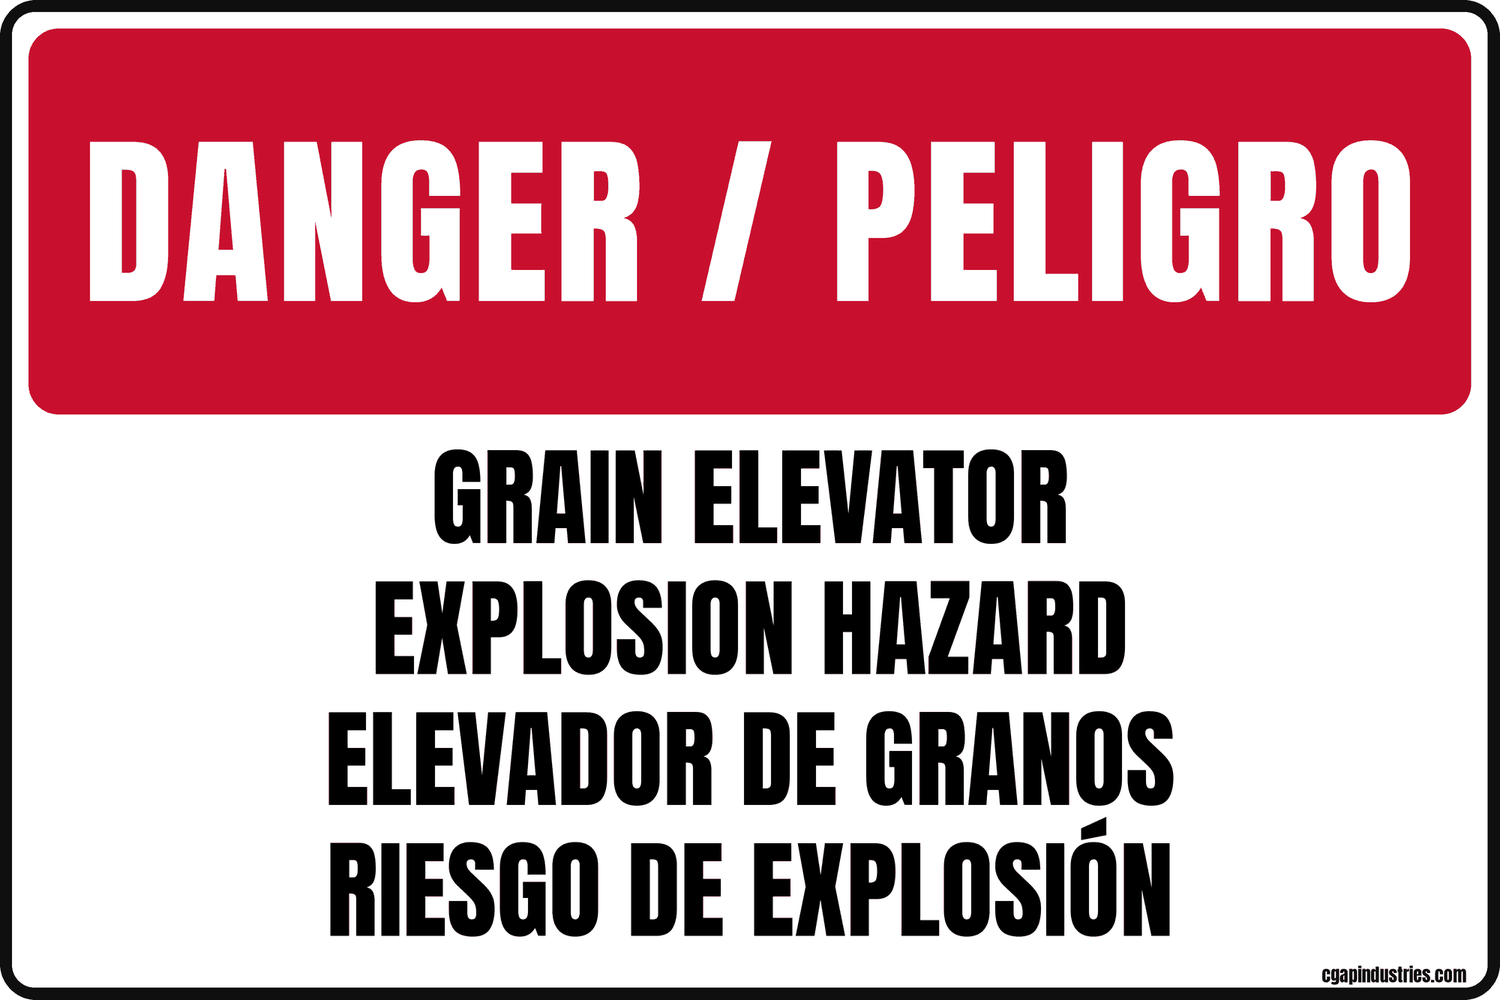 DANGER / PELIGRO
GRAIN ELEVATOR
EXPLOSION HAZARD
ELEVADOR DE GRANOS
RIESGO DE EXPLOSIÓN
cgapindustries.com